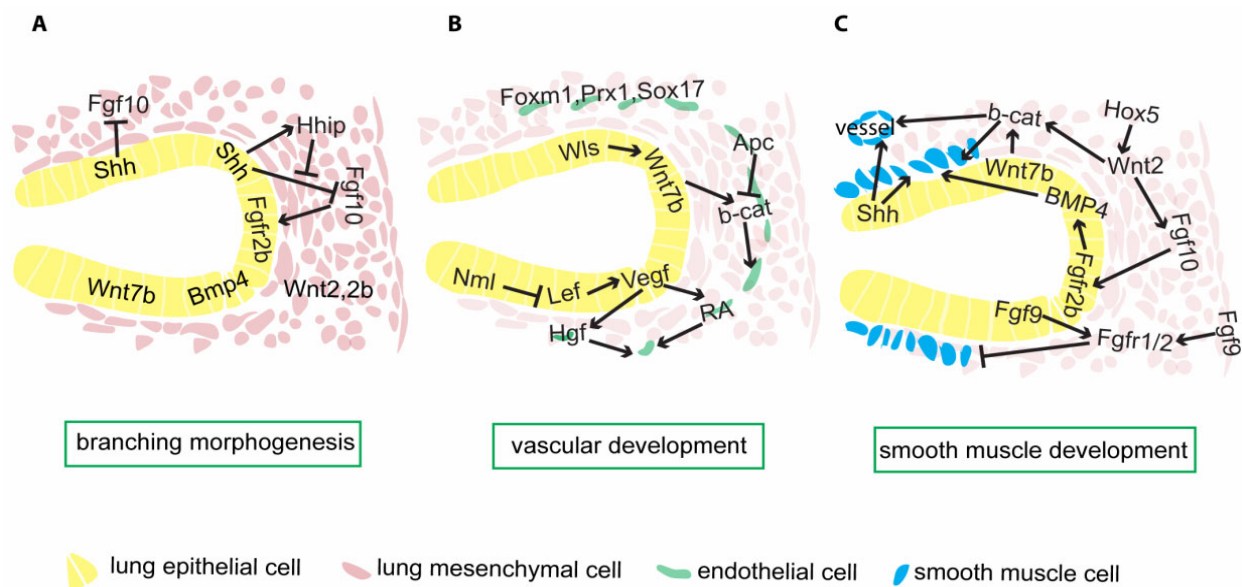 A
Fgf10
Hhip
Shh
Shh
Fgf10
Fgfr2b
Wnt7b
Bmp4
Wnt2,2b
branching morphogenesis
B
Foxm1,Prx1,Sox17
Wls
Wnt7b
Apc
b-cat
Nml
Lef
Vegf
Hgf
RA
vascular development
C
vessel
b-cat
Hox5
Wnt7b
Wnt2
Shh
BMP4
Fgf10
Fgfr2b
Fgf9
Fgfr1/2
Fgf9
smooth muscle development
lung epithelial cell
lung mesenchymal cell
endothelial cell
smooth muscle cell